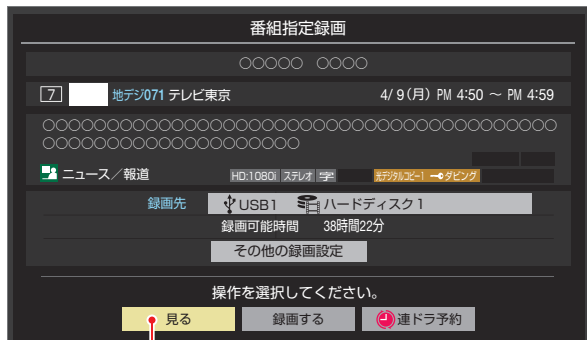 番組指定録画
○○○○○ ○○○○
7 地デジ071 テレビ東京 4/ 9(月) PM 4:50 ～ PM 4:59
○○○○○○○○○○○○○○○○○○○○○○○○○○○○○○○○○○○○○○○○
○○○○○○○○○○○○○○○○○○○○
ニュース／報道 HD:1080i ステレオ 字 光デジタルコピー1 ダビング
録画先 USB1 ハードディスク1
録画可能時間 38時間22分
その他の録画設定
操作を選択してください。
見る 録画する 連ドラ予約